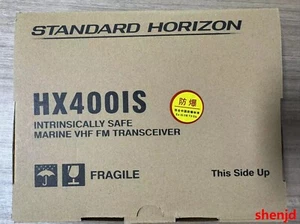 STANDARD HORIZON
HX400IS
INTRINSICALLY SAFE
MARINE VHF FM TRANSCEIVER
防爆
FRAGILE
This Side Up
shenjd